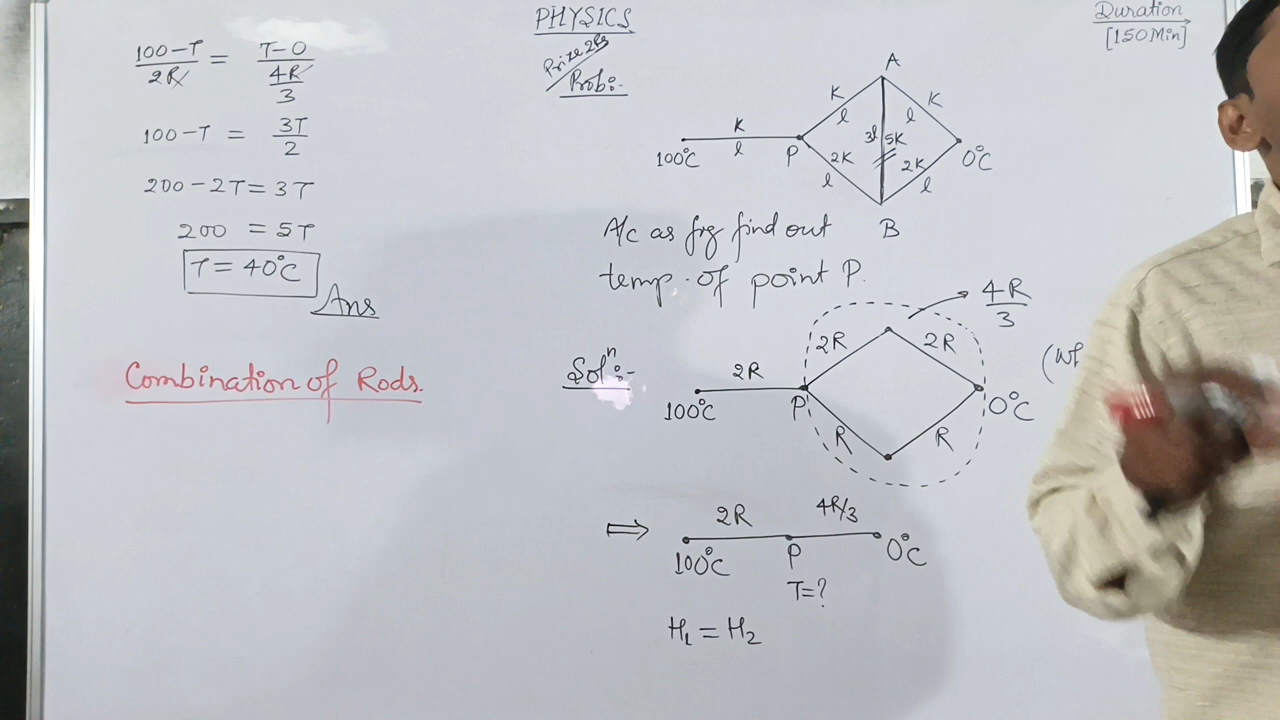 PHYSICS
Prize 2Rs
Prob:-
Duration
[150 Min]
100-T/2R = T-0/4R/3
100-T = 3T/2
200-2T = 3T
200 = 5T
T = 40°C
Ans
Combination of Rods.
A
K
K
l
l
K
l
100°C
P
3l
5K
2K
l
2K
l
0°C
B
A/c as frg find out
temp. of point P.
Solⁿ:-
4R/3
2R
2R
2R
100°C
P
0°C
R
R
2R
4R/3
100°C
P
0°C
T=?
H₁ = H₂